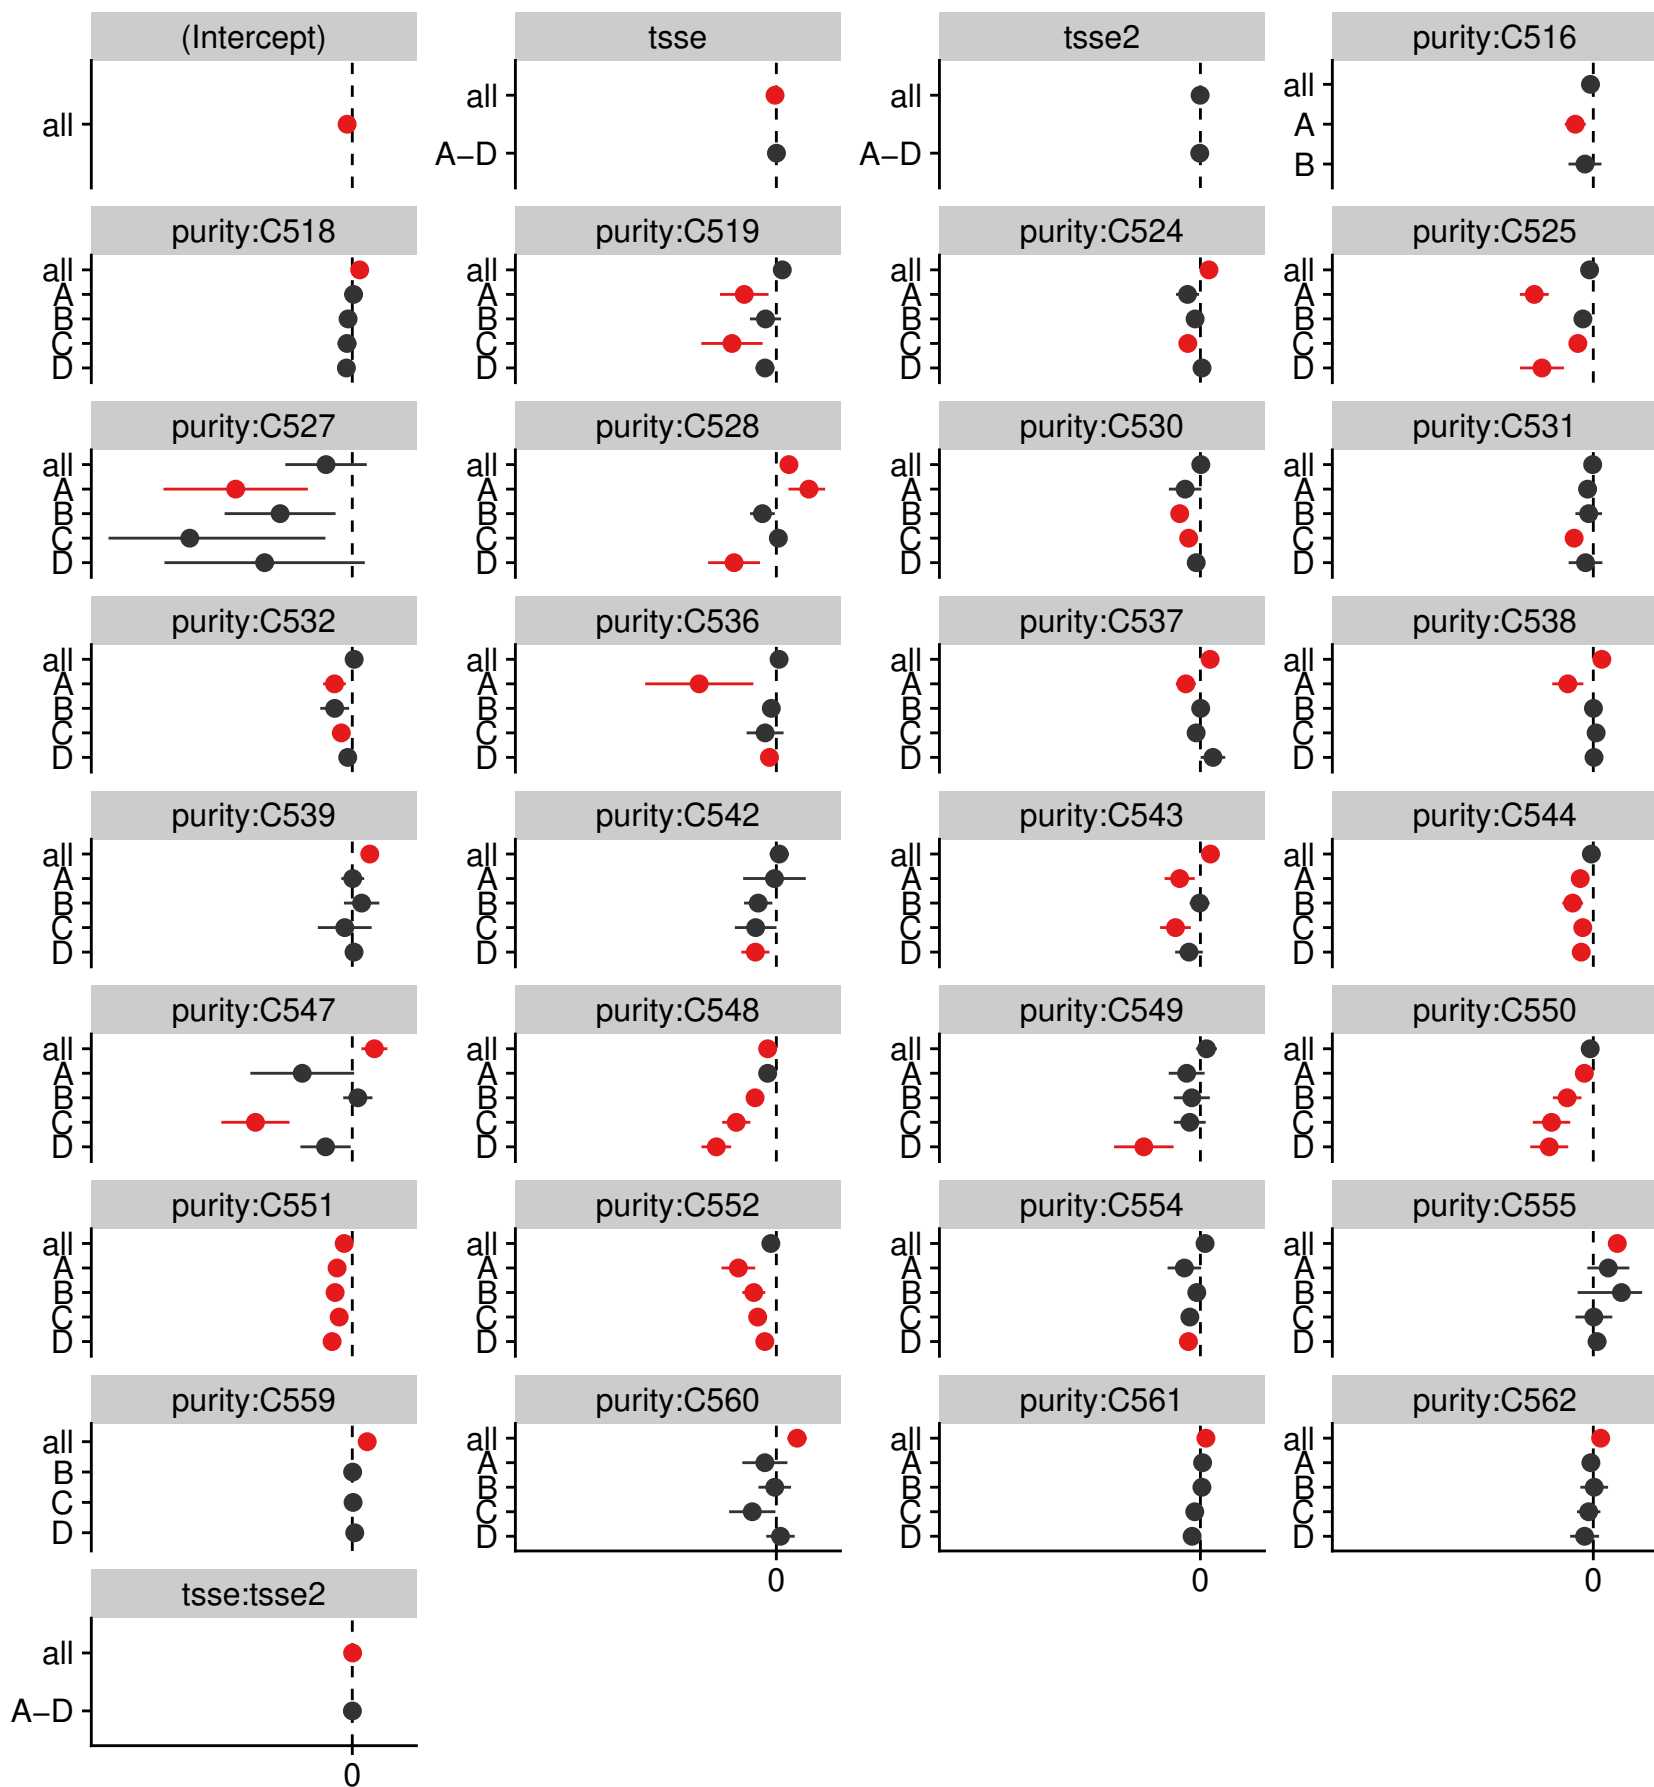 (Intercept)
all
tsse
all
A–D
tsse2
all
A–D
purity:C516
all
A
B
purity:C518
all
A
B
C
D
purity:C519
all
A
B
C
D
purity:C524
all
A
B
C
D
purity:C525
all
A
B
C
D
purity:C527
all
A
B
C
D
purity:C528
all
A
B
C
D
purity:C530
all
A
B
C
D
purity:C531
all
A
B
C
D
purity:C532
all
A
B
C
D
purity:C536
all
A
B
C
D
purity:C537
all
A
B
C
D
purity:C538
all
A
B
C
D
purity:C539
all
A
B
C
D
purity:C542
all
A
B
C
D
purity:C543
all
A
B
C
D
purity:C544
all
A
B
C
D
purity:C547
all
A
B
C
D
purity:C548
all
A
B
C
D
purity:C549
all
A
B
C
D
purity:C550
all
A
B
C
D
purity:C551
all
A
B
C
D
purity:C552
all
A
B
C
D
purity:C554
all
A
B
C
D
purity:C555
all
A
B
C
D
purity:C559
all
B
C
D
purity:C560
all
A
B
C
D
0
purity:C561
all
A
B
C
D
0
purity:C562
all
A
B
C
D
0
tsse:tsse2
all
A–D
0